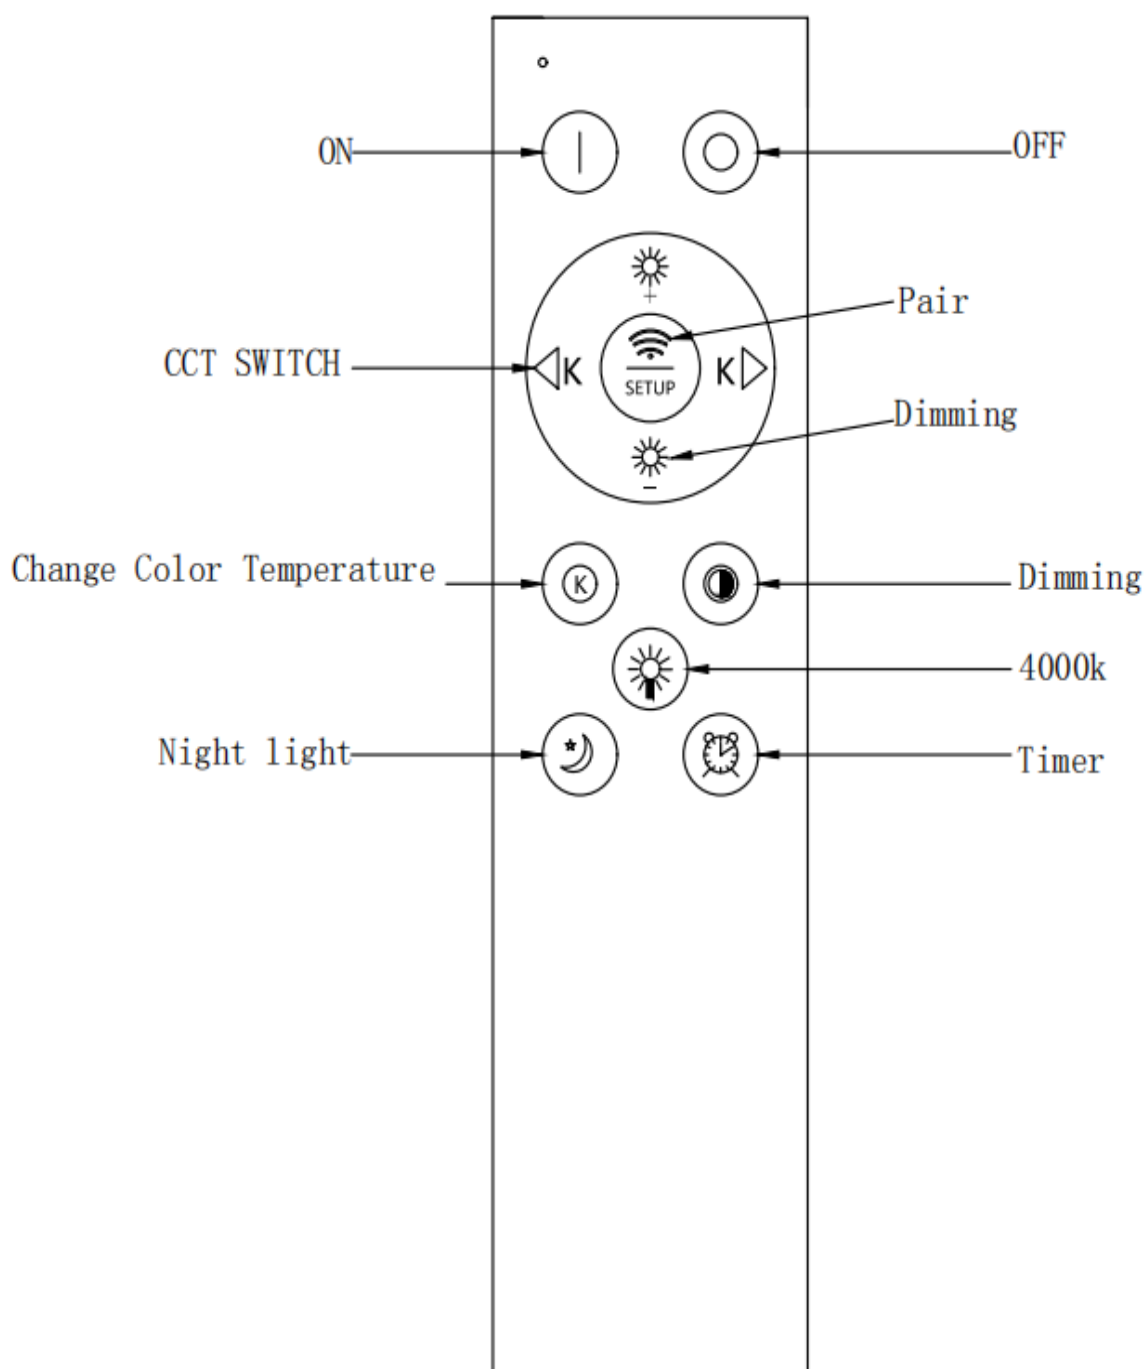 ON
OFF
+
Pair
CCT SWITCH
K
SETUP
K
Dimming
-
Change Color Temperature
K
Dimming
4000k
Night light
Timer